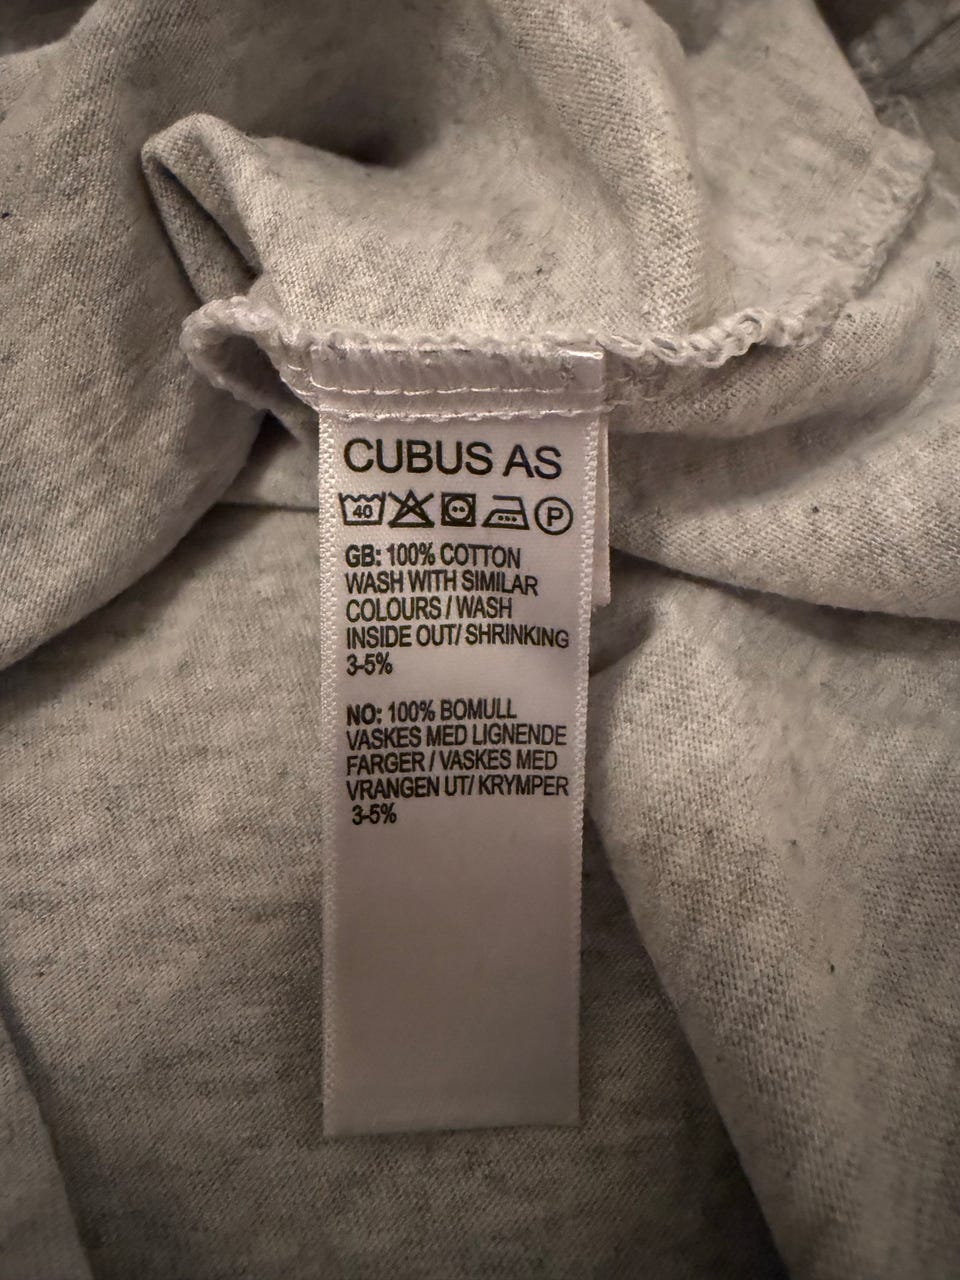 CUBUS AS
40 P
GB: 100% COTTON
WASH WITH SIMILAR
COLOURS / WASH
INSIDE OUT/ SHRINKING
3-5%
NO: 100% BOMULL
VASKES MED LIGNENDE
FARGER / VASKES MED
VRANGEN UT/ KRYMPER
3-5%